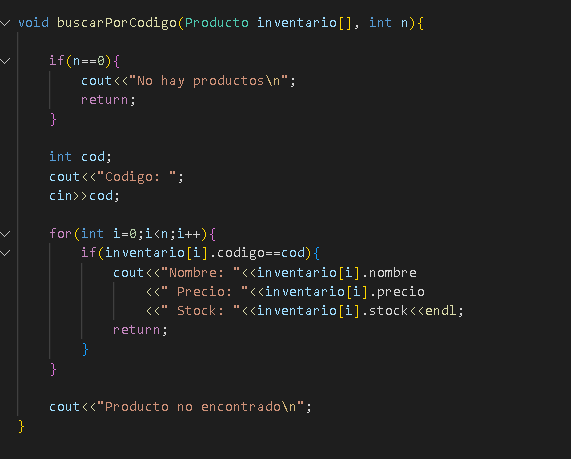 void buscarPorCodigo(Producto inventario[], int n){
if(n==0){
cout<<"No hay productos\n";
return;
}
int cod;
cout<<"Codigo: ";
cin>>cod;
for(int i=0;i<n;i++){
if(inventario[i].codigo==cod){
cout<<"Nombre: "<<inventario[i].nombre
<<" Precio: "<<inventario[i].precio
<<" Stock: "<<inventario[i].stock<<endl;
return;
}
}
cout<<"Producto no encontrado\n";
}